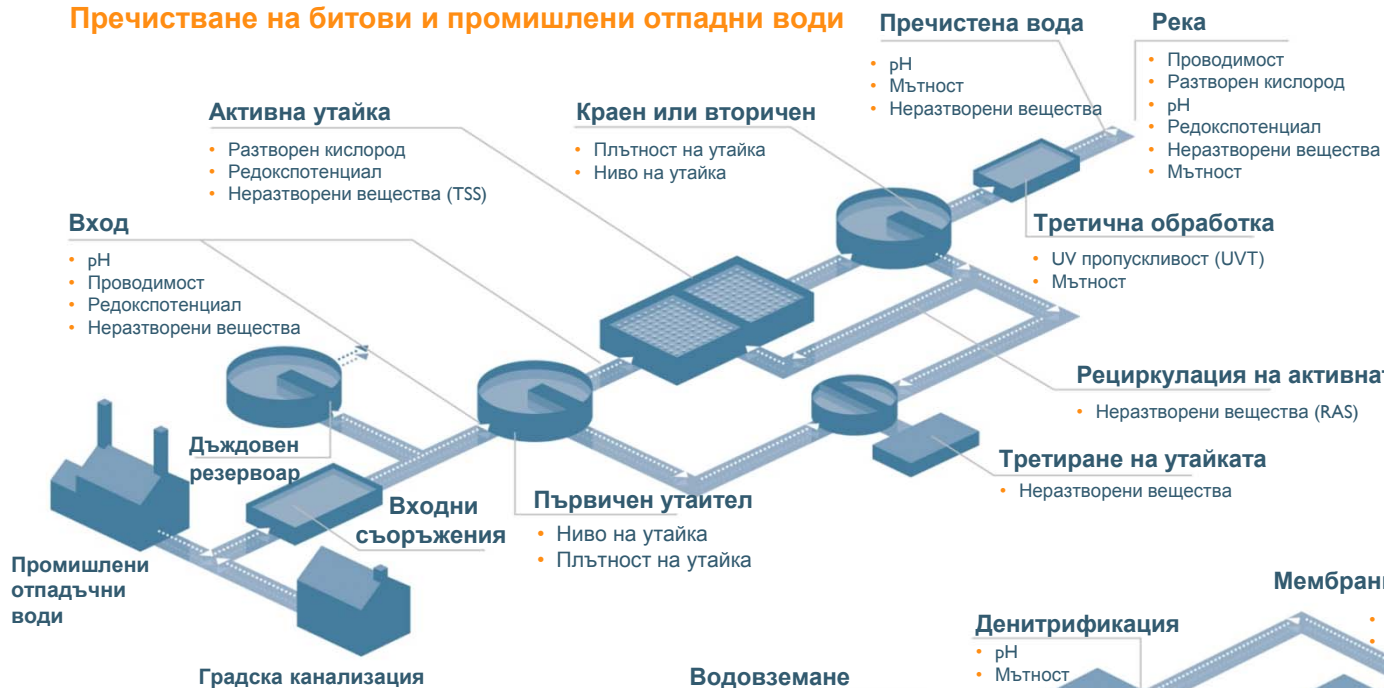 Пречистване на битови и промишлени отпадни води
Пречистена вода
• pH
• Мътност
• Неразтворени вещества
Река
• Проводимост
• Разтворен кислород
• pH
• Редокспотенциал
• Неразтворени вещества
• Мътност
Активна утайка
• Разтворен кислород
• Редокспотенциал
• Неразтворени вещества (TSS)
Краен или вторичен
• Плътност на утайка
• Ниво на утайка
Вход
• pH
• Проводимост
• Редокспотенциал
• Неразтворени вещества
Третична обработка
• UV пропускливост (UVT)
• Мътност
Рециркулация на
• Неразтворени вещества (RAS)
Дъждовен
резервоар
Входни
съоръжения
Първичен утаител
• Ниво на утайка
• Плътност на утайка
Третиране на утайката
• Неразтворени вещества
Промишлени
отпадъчни
води
Градска канализация
Водовземане
Денитрификация
• pH
• Мътност